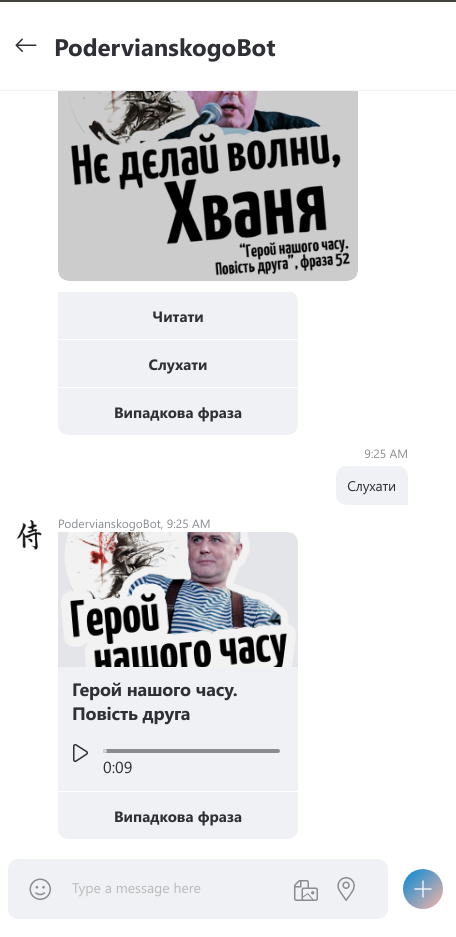 PodervianskogoBot
Нє дєлай волни,
Хваня
“Герой нашого часу.
Повість друга”, фраза 52
Читати
Слухати
Випадкова фраза
9:25 AM
Слухати
侍
PodervianskogoBot, 9:25 AM
Герой
нашого часу
Герой нашого часу.
Повість друга
0:09
Випадкова фраза
Type a message here